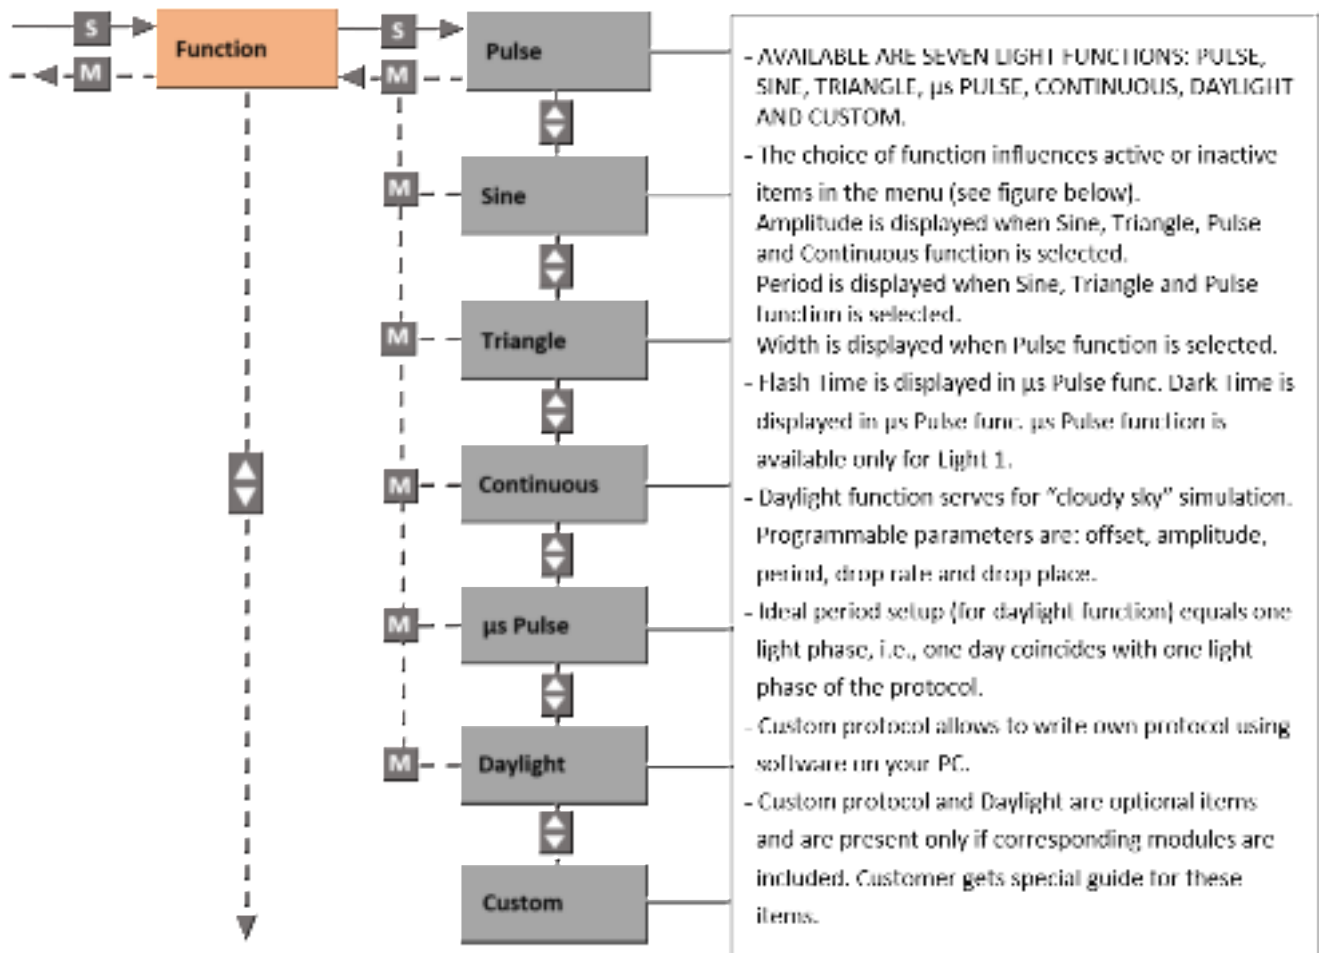 S
Function
S
Pulse
M
M
Sine
M
Triangle
M
Continuous
M
µs Pulse
M
Daylight
M
Custom
- AVAILABLE ARE SEVEN LIGHT FUNCTIONS: PULSE,
SINE, TRIANGLE, µs PULSE, CONTINUOUS, DAYLIGHT
AND CUSTOM.
- The choice of function influences active or inactive
items in the menu (see figure below).
Amplitude is displayed when Sine, Triangle, Pulse
and Continuous function is selected.
Period is displayed when Sine, Triangle and Pulse
function is selected.
Width is displayed when Pulse function is selected.
- Flash Time is displayed in µs Pulse func. Dark Time is
displayed in µs Pulse func. µs Pulse function is
available only for Light 1.
- Daylight function serves for "cloudy sky" simulation.
Programmable parameters are: offset, amplitude,
period, drop rate and drop place.
- Ideal period setup (for daylight function) equals one
light phase, i.e., one day coincides with one light
phase of the protocol.
- Custom protocol allows to write own protocol using
software on your PC.
- Custom protocol and Daylight are optional items
and are present only if corresponding modules are
included. Customer gets special guide for these
items.